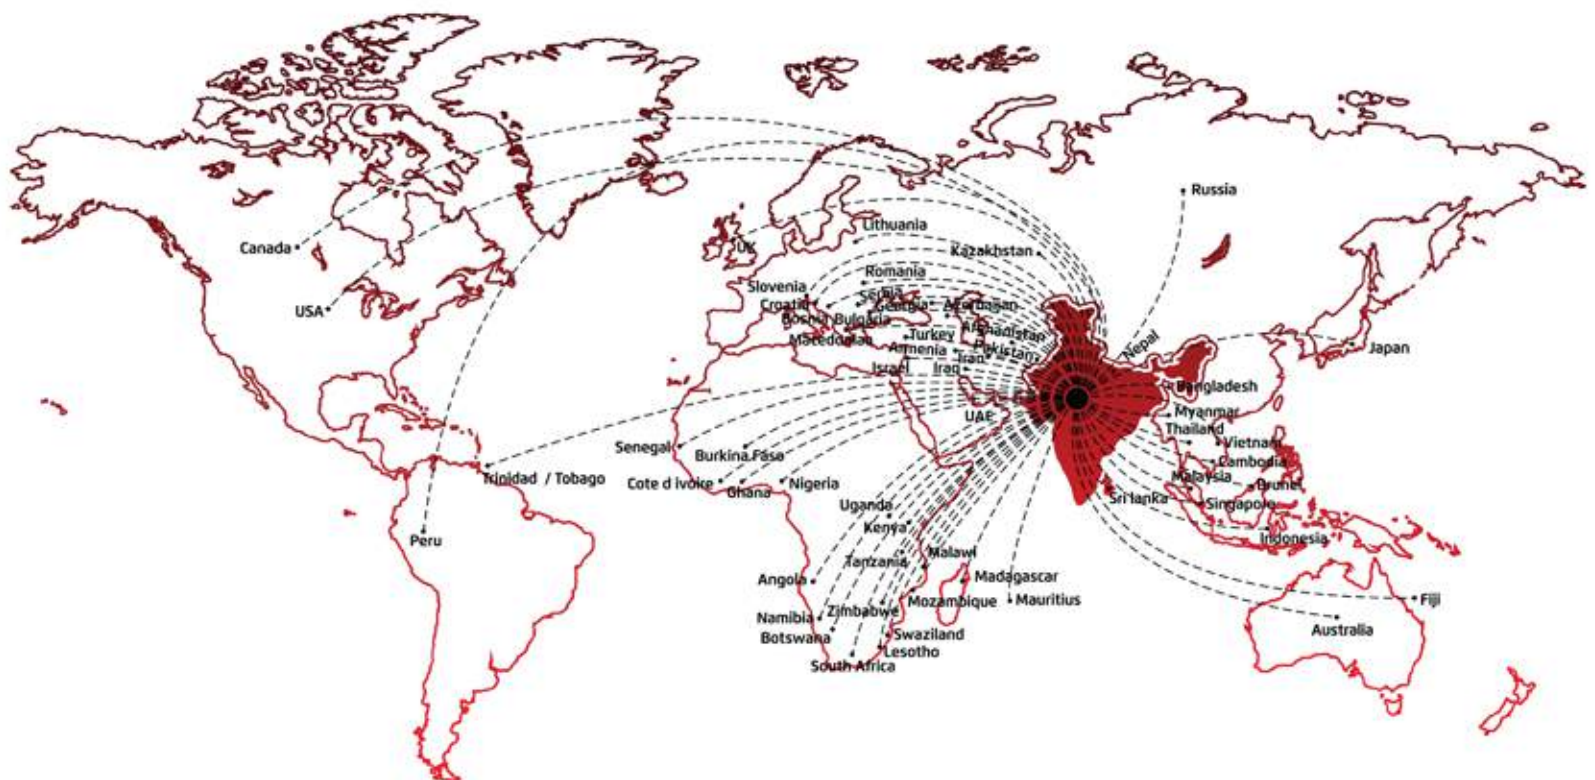 Russia
Lithuania
UK
Canada
Kazakhstan
Romania
Slovenia
Serbia
USA
Croatia
Georgia
Azerbaijan
Bosnia
Bulgaria
Afghanistan
Macedonian
Turkey
Nepal
Japan
Armenia
Pakistan
Iran
Israel
Iraq
Bangladesh
UAE
Myanmar
Thailand
Senegal
Burkina Faso
Vietnam
Cambodia
Trinidad / Tobago
Cote d ivoire
Ghana
Nigeria
Malaysia
Brunei
Sri lanka
Singapore
Uganda
Kenya
Peru
Indonesia
Tanzania
Malawi
Angola
Madagascar
Mozambique
Mauritius
Fiji
Zimbabwe
Namibia
Australia
Botswana
Swaziland
Lesotho
South Africa